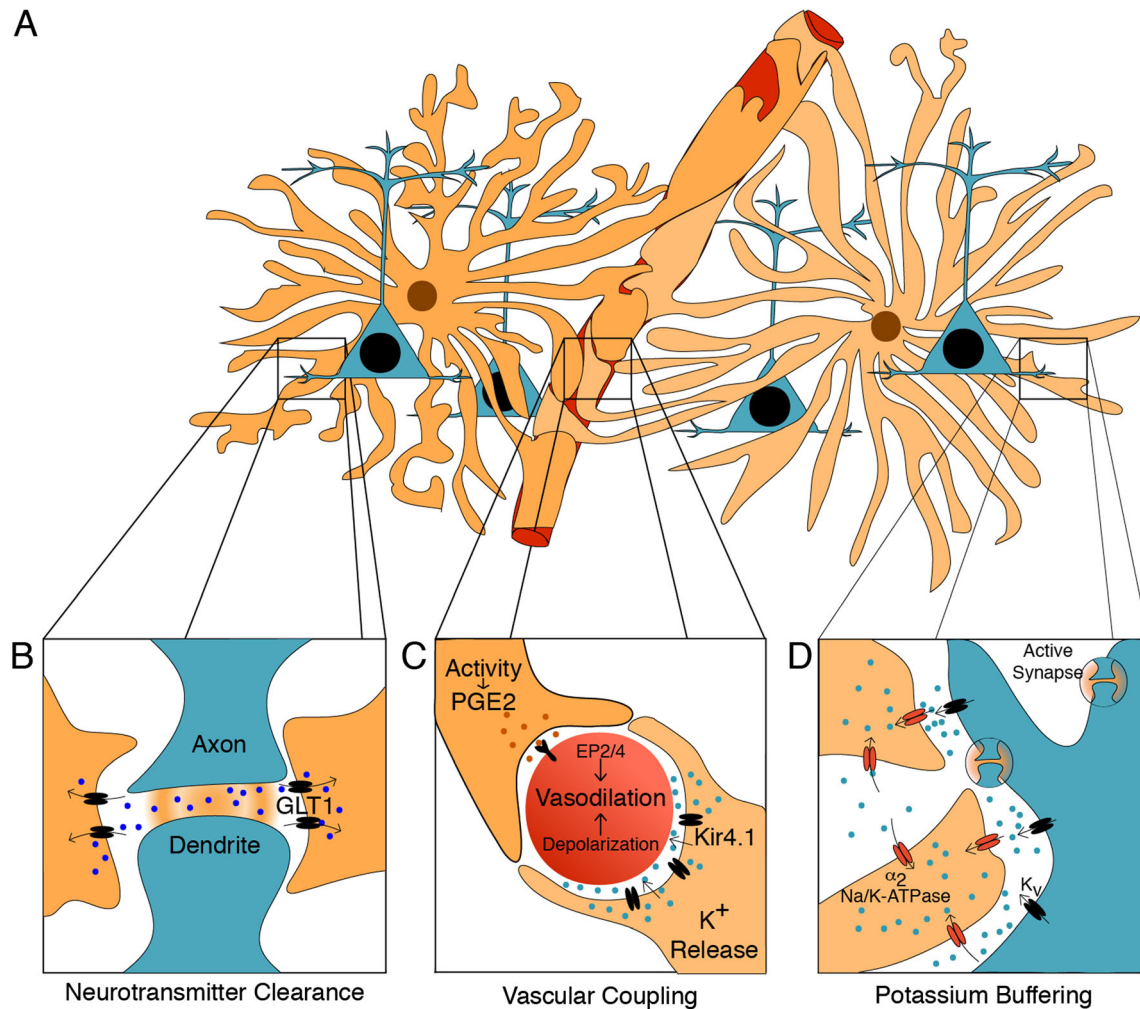 A
B
Axon
GLT1
Dendrite
Neurotransmitter Clearance
C
Activity
PGE2
EP2/4
Vasodilation
Depolarization
Kir4.1
K+
Release
Vascular Coupling
D
Active
Synapse
α2
Na/K-ATPase
Kv
Potassium Buffering